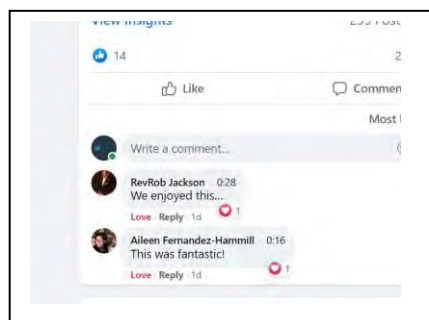 View Insights
14
Like
Commen
Most
Write a comment...
RevRob Jackson · 0:28
We enjoyed this...
Love · Reply · 1d
1
Aileen Fernandez-Hammill · 0:16
This was fantastic!
Love · Reply · 1d
1